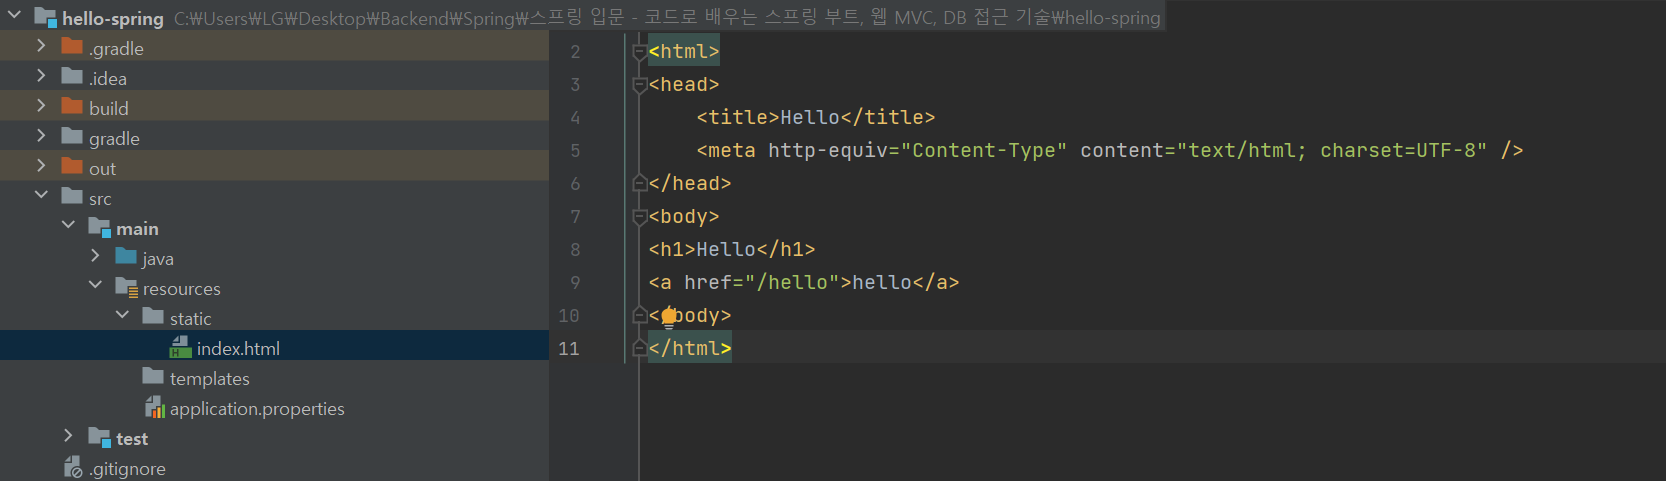 hello-spring C:₩Users₩LG₩Desktop₩Backend₩Spring₩스프링 입문 - 코드로 배우는 스프링 부트, 웹 MVC, DB 접근 기술₩hello-spring
.gradle
.idea
build
gradle
out
src
main
java
resources
static
index.html
templates
application.properties
test
.gitignore
2 <html>
3 <head>
4 <title>Hello</title>
5 <meta http-equiv="Content-Type" content="text/html; charset=UTF-8" />
6 </head>
7 <body>
8 <h1>Hello</h1>
9 <a href="/hello">hello</a>
10 </body>
11 </html>